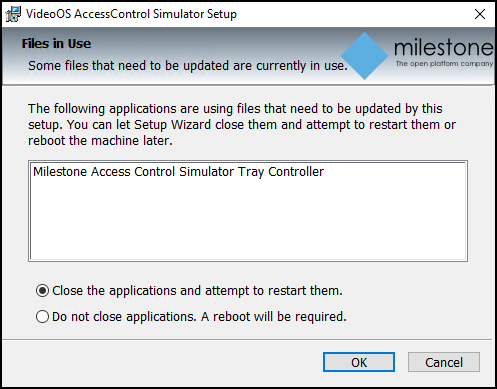 VideoOS AccessControl Simulator Setup
Files in Use
Some files that need to be updated are currently in use.
milestone
The open platform company
The following applications are using files that need to be updated by this
setup. You can let Setup Wizard close them and attempt to restart them or
reboot the machine later.
Milestone Access Control Simulator Tray Controller
Close the applications and attempt to restart them.
Do not close applications. A reboot will be required.
OK
Cancel